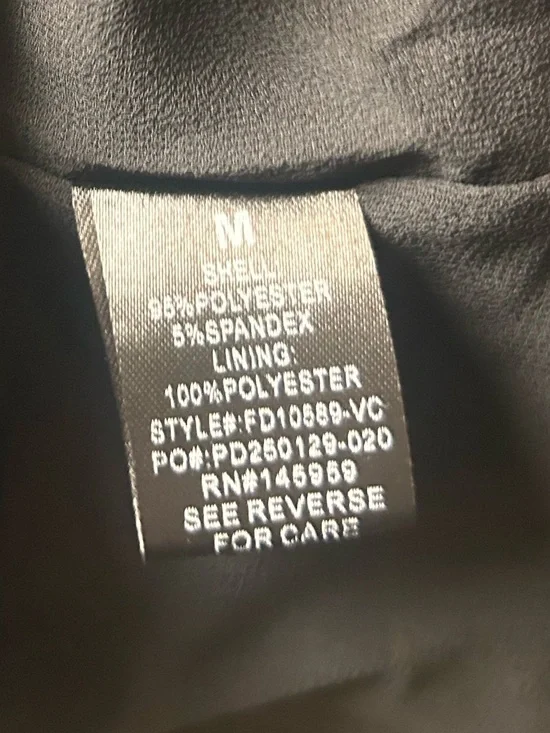 M
SHELL
95%POLYESTER
5%SPANDEX
LINING:
100%POLYESTER
STYLE#:FD10589-VC
PO#:PD250129-020
RN#145959
SEE REVERSE
FOR CARE